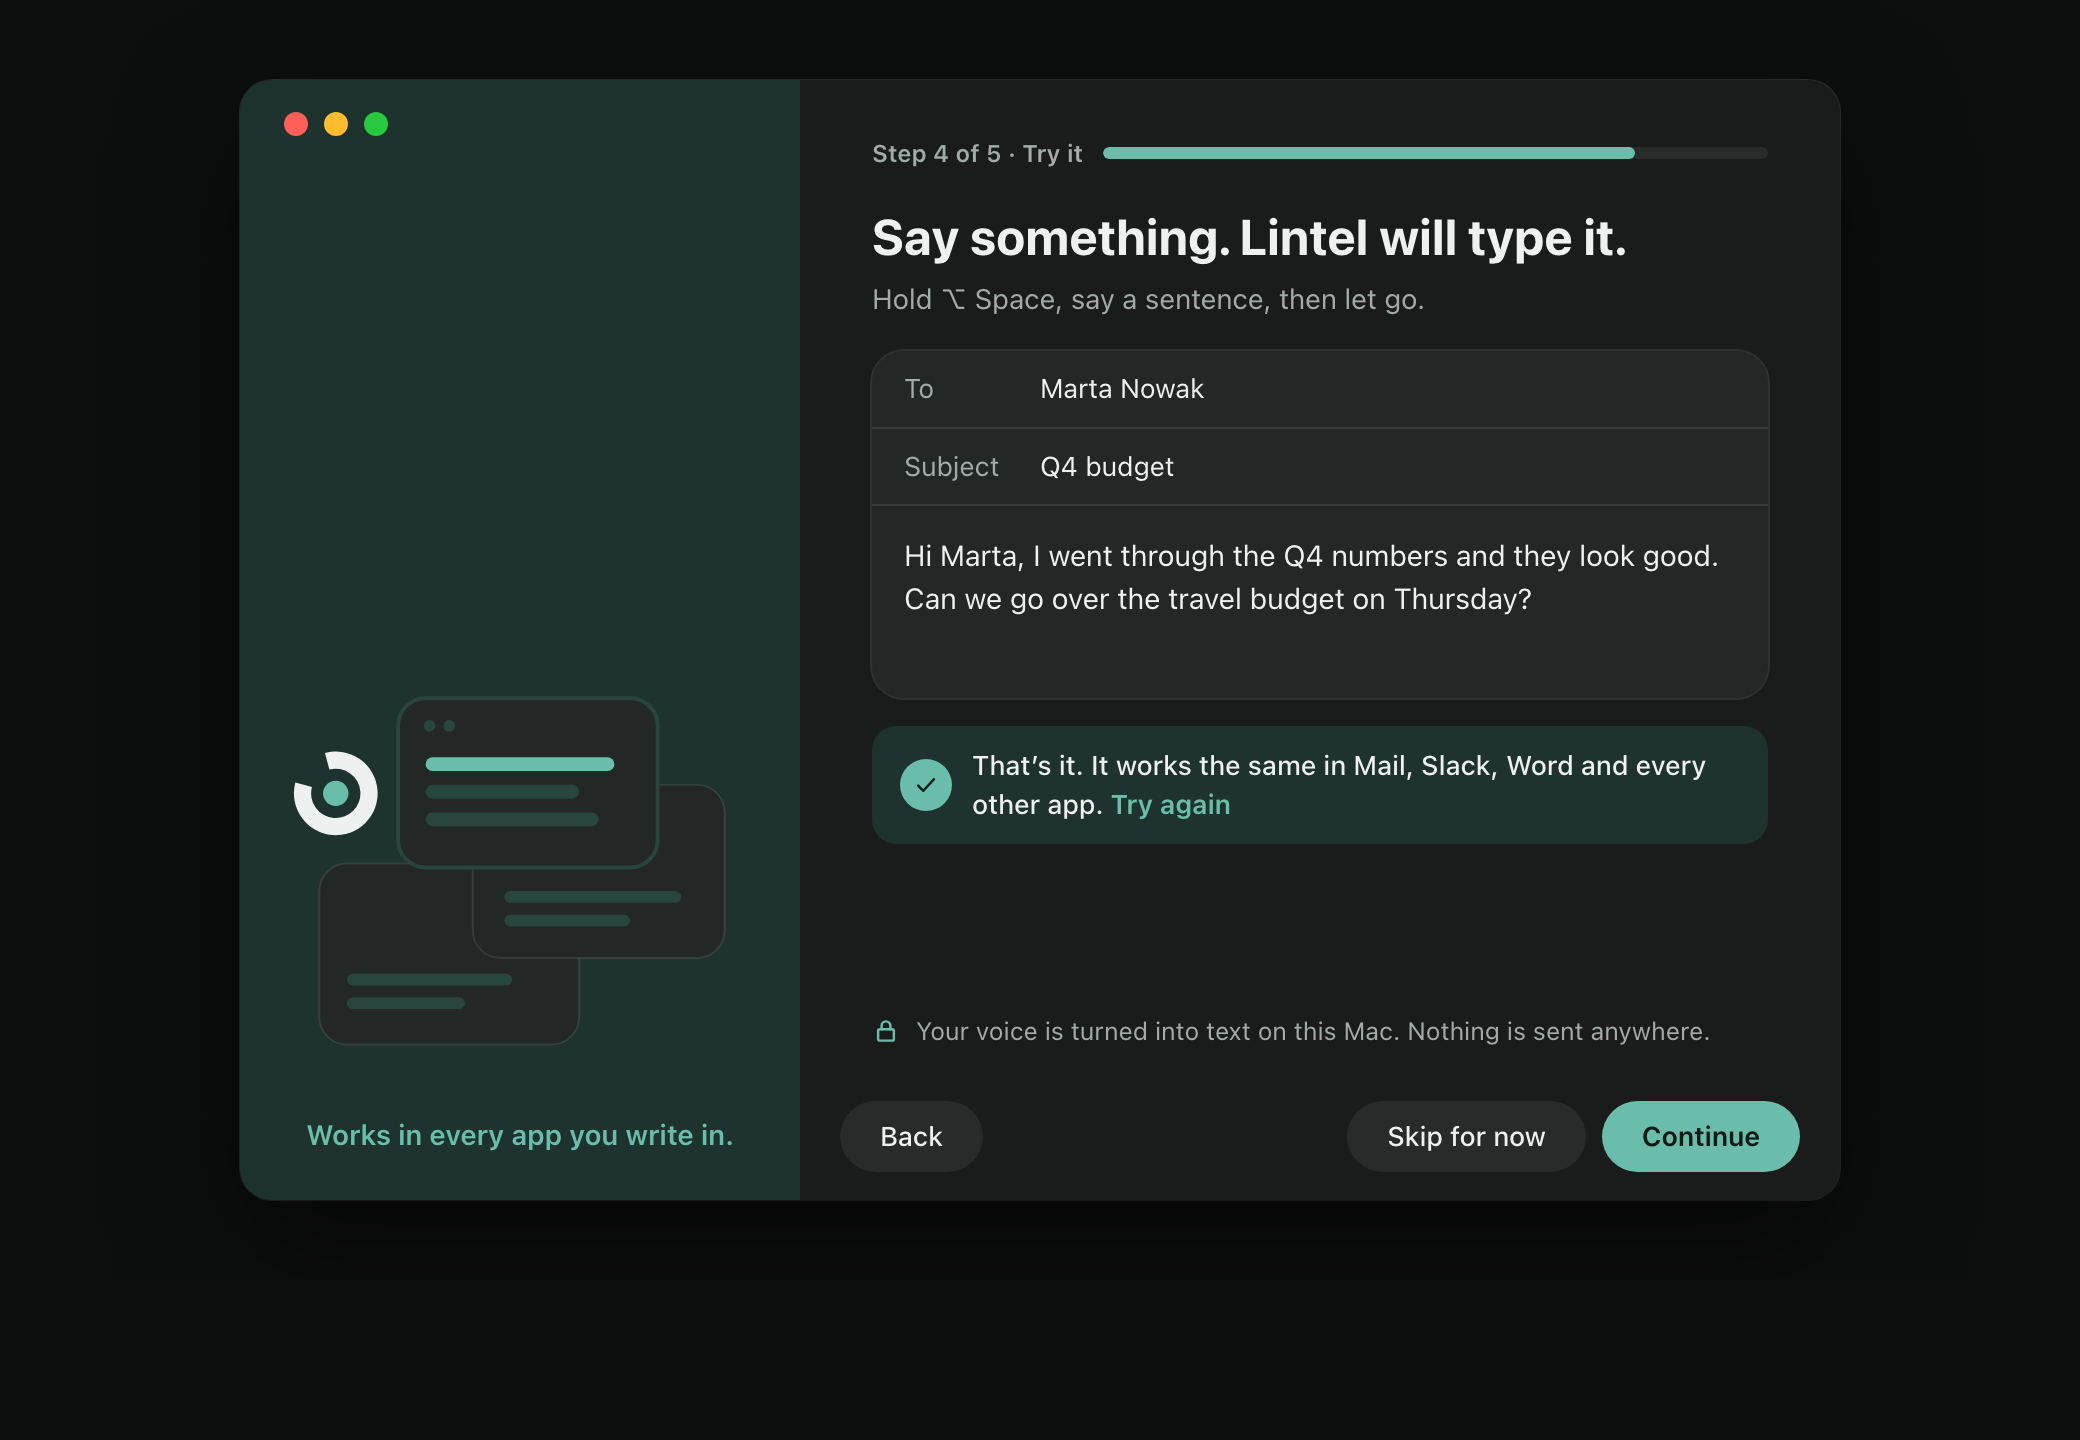 Step 4 of 5 · Try it
Say something. Lintel will type it.
Hold ⌥ Space, say a sentence, then let go.
To Marta Nowak
Subject Q4 budget
Hi Marta, I went through the Q4 numbers and they look good.
Can we go over the travel budget on Thursday?
That’s it. It works the same in Mail, Slack, Word and every
other app. Try again
Your voice is turned into text on this Mac. Nothing is sent anywhere.
Works in every app you write in.
Back
Skip for now
Continue